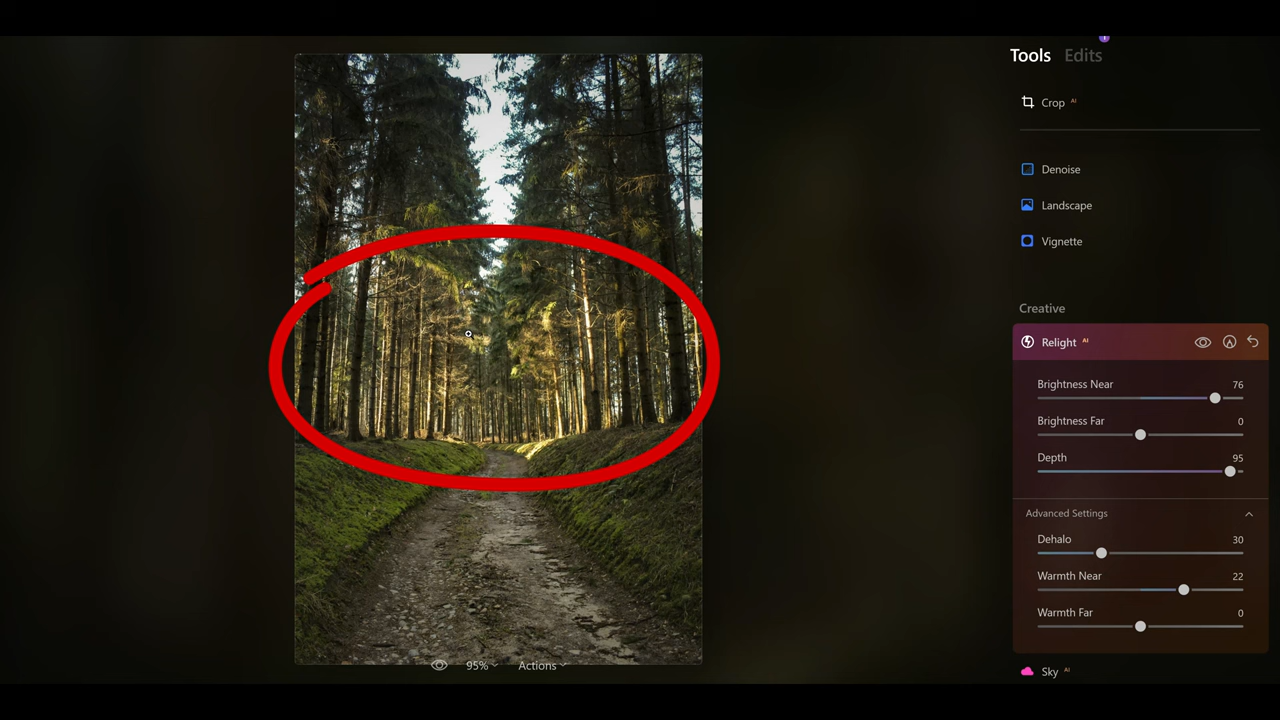 Tools Edits
Crop AI
Denoise
Landscape
Vignette
Creative
Relight AI
Brightness Near 76
Brightness Far 0
Depth 95
Advanced Settings
Dehalo 30
Warmth Near 22
Warmth Far 0
Sky AI
95% Actions